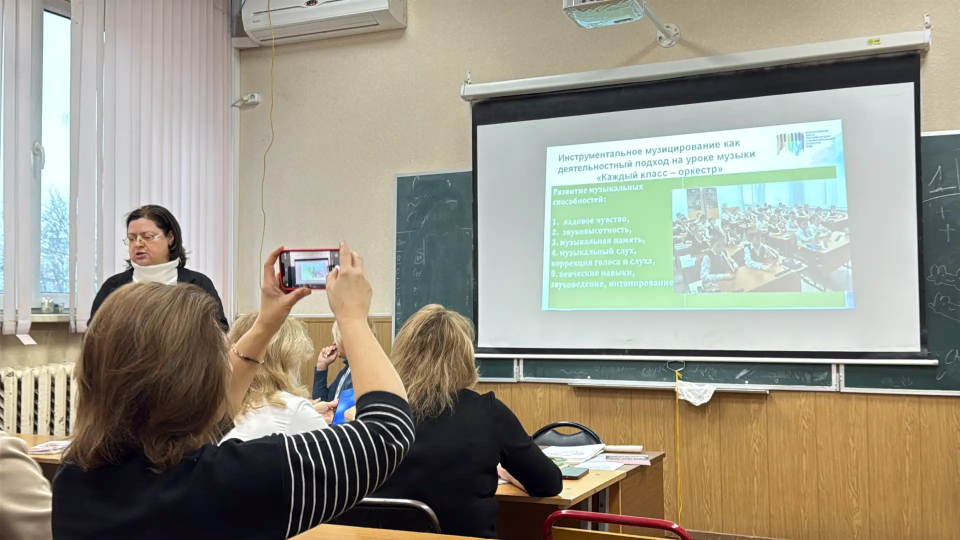 Инструментальное музицирование как
деятельностный подход на уроке музыки
«Каждый класс – оркестр»
Развитие музыкальных
способностей:
1. ладовое чувство,
2. звуковысотность,
3. музыкальная память,
4. музыкальный слух,
коррекция голоса и слуха,
5. певческие навыки,
звуковедение, интонирование